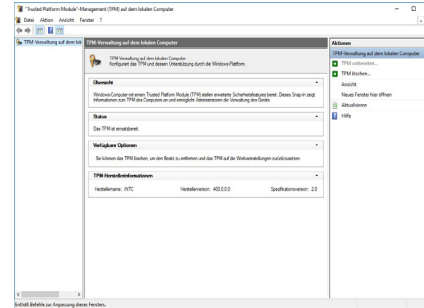 "Trusted Platform Module"-Management (TPM) auf dem lokalen Computer
Datei Aktion Ansicht Fenster ?
TPM-Verwaltung auf dem lok
TPM-Verwaltung auf dem lokalen Computer
TPM-Verwaltung auf dem lokalen Computer
Konfiguriert das TPM und dessen Unterstützung durch die Windows-Plattform.
Übersicht
Windows-Computer mit einem Trusted Platform Module (TPM) stellen erweiterte Sicherheitsfeatures bereit. Dieses Snap-in zeigt
Informationen zum TPM des Computers an und ermöglicht Administratoren die Verwaltung des Geräts.
Status
Das TPM ist einsatzbereit.
Verfügbare Optionen
Sie können das TPM löschen, um den Besitz zu entfernen und das TPM auf die Werkseinstellungen zurückzusetzen.
TPM-Herstellerinformationen
Herstellername: INTC Herstellerversion: 400.0.0.0 Spezifikationsversion: 2.0
Aktionen
TPM-Verwaltung auf dem lokalen Computer
TPM vorbereiten...
TPM löschen...
Ansicht
Neues Fenster hier öffnen
Aktualisieren
Hilfe
Enthält Befehle zur Anpassung dieses Fensters.